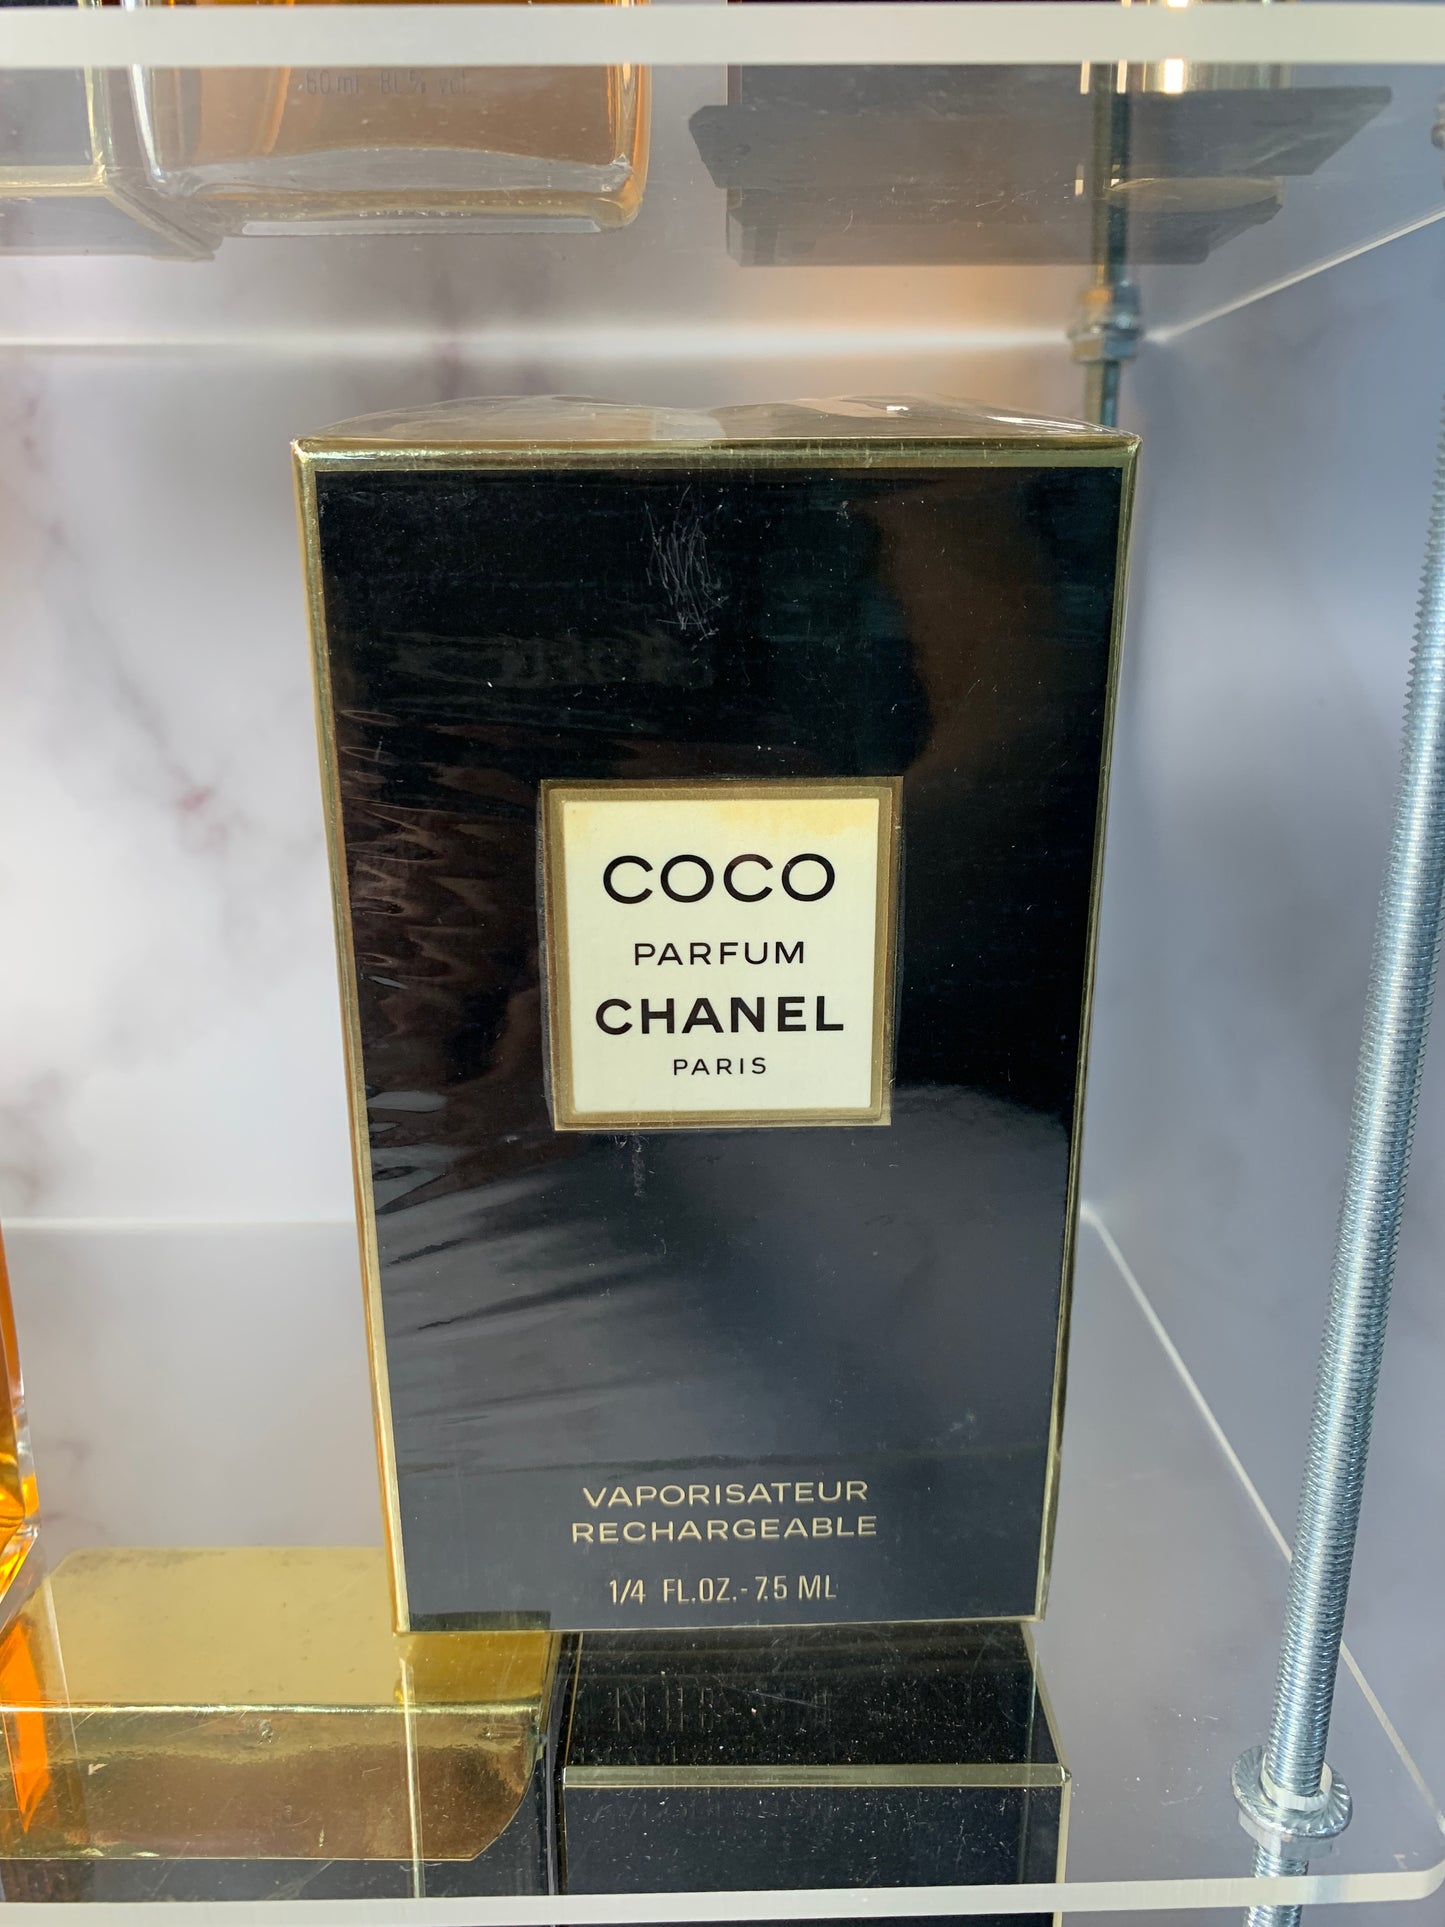 60 ml - 80% vol
COCO
PARFUM
CHANEL
PARIS
VAPORISATEUR
RECHARGEABLE
1/4 FL.OZ.-7.5 ML